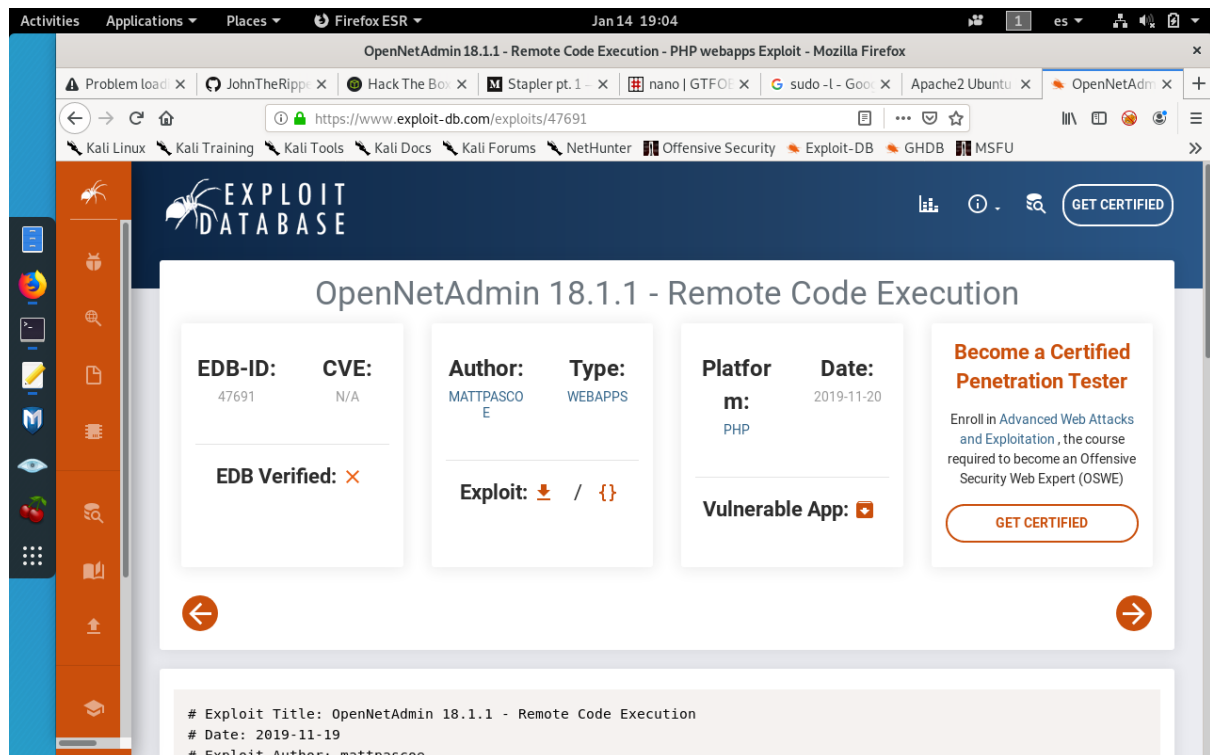 Activities Applications Places Firefox ESR Jan 14 19:04 1 es
OpenNetAdmin 18.1.1 - Remote Code Execution - PHP webapps Exploit - Mozilla Firefox
Problem load JohnTheRippe Hack The Bo Stapler pt. 1 – nano | GTFOB sudo -l - Goo Apache2 Ubuntu OpenNetAdm
https://www.exploit-db.com/exploits/47691
Kali Linux Kali Training Kali Tools Kali Docs Kali Forums NetHunter Offensive Security Exploit-DB GHDB MSFU
EXPLOIT
DATABASE
GET CERTIFIED
OpenNetAdmin 18.1.1 - Remote Code Execution
EDB-ID:
47691
CVE:
N/A
EDB Verified:
Author:
MATTPASCO
E
Type:
WEBAPPS
Exploit: / {}
Platfor
m:
PHP
Date:
2019-11-20
Vulnerable App:
Become a Certified
Penetration Tester
Enroll in Advanced Web Attacks
and Exploitation , the course
required to become an Offensive
Security Web Expert (OSWE)
GET CERTIFIED
# Exploit Title: OpenNetAdmin 18.1.1 - Remote Code Execution
# Date: 2019-11-19
# Exploit Author: mattpascoe